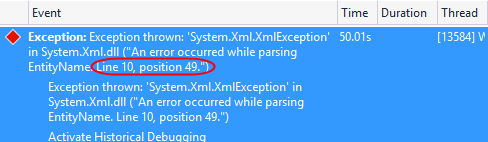 Event Time Duration Thread
Exception: Exception thrown: 'System.Xml.XmlException' 50.01s [13584] W
in System.Xml.dll ("An error occurred while parsing
EntityName. Line 10, position 49.")
Exception thrown: 'System.Xml.XmlException' in
System.Xml.dll ("An error occurred while parsing
EntityName. Line 10, position 49.")
Activate Historical Debugging